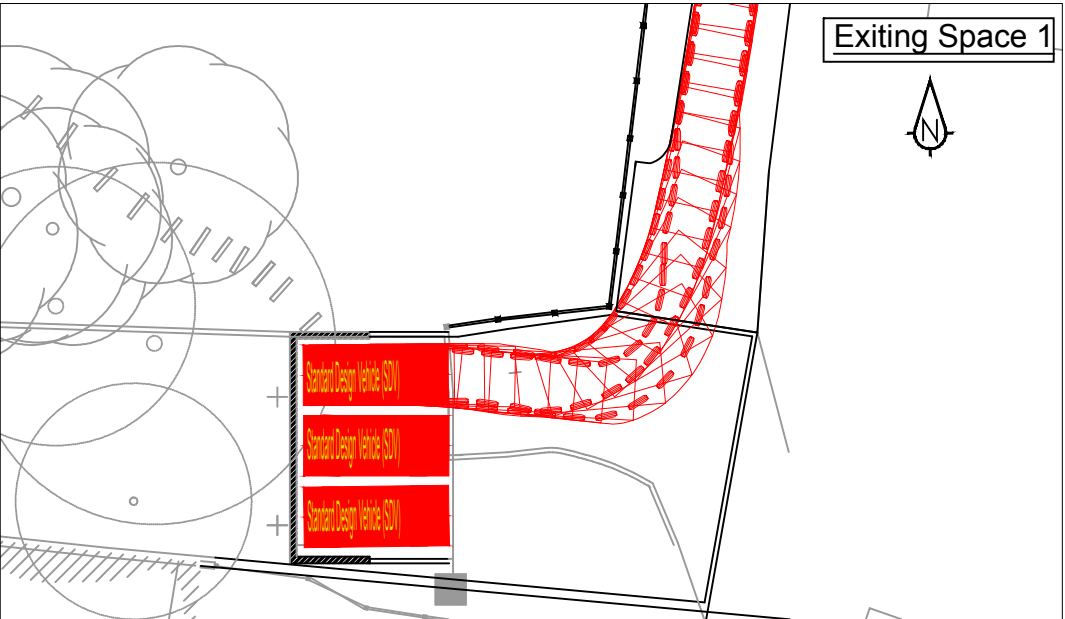 Exiting Space 1
N
Standard Design Vehicle (SDV)
Standard Design Vehicle (SDV)
Standard Design Vehicle (SDV)